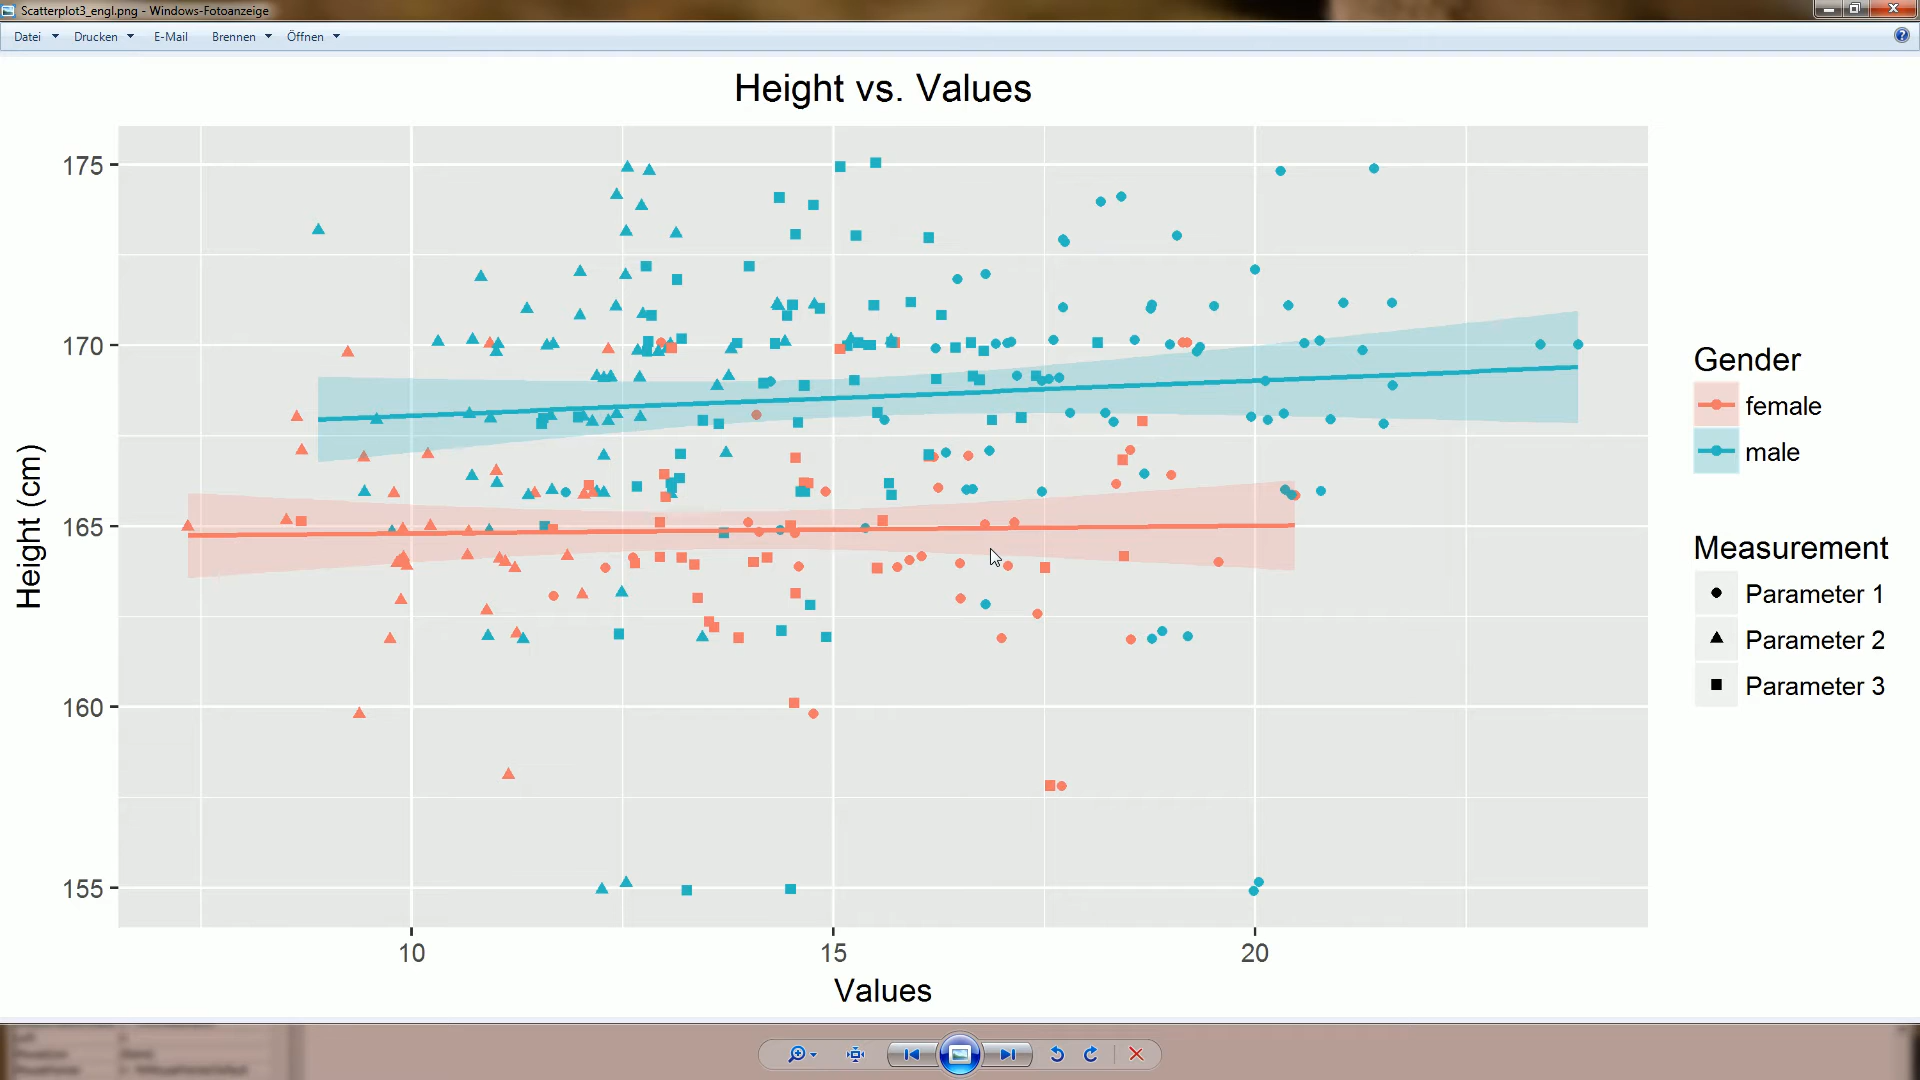 Scatterplot3_engl.png - Windows-Fotoanzeige
Datei Drucken E-Mail Brennen Öffnen
Height vs. Values
175
170
165
160
155
Height (cm)
10 15 20
Values
Gender
female
male
Measurement
Parameter 1
Parameter 2
Parameter 3